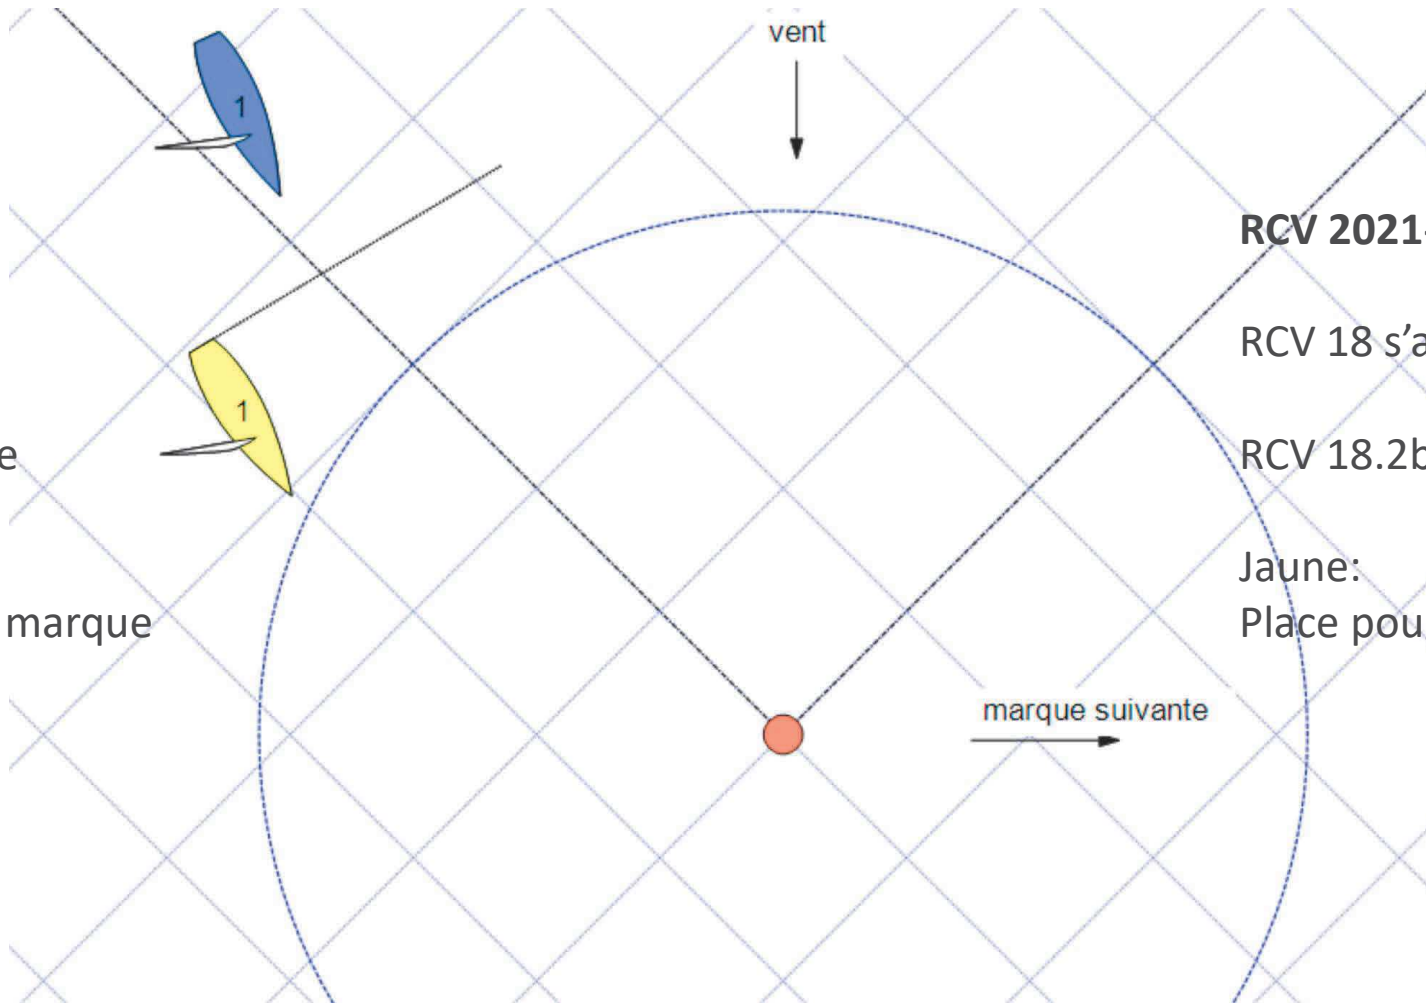 vent
1
RCV 2021-
RCV 18 s’a
1
e
RCV 18.2b
Jaune:
marque
Place pou
marque suivante